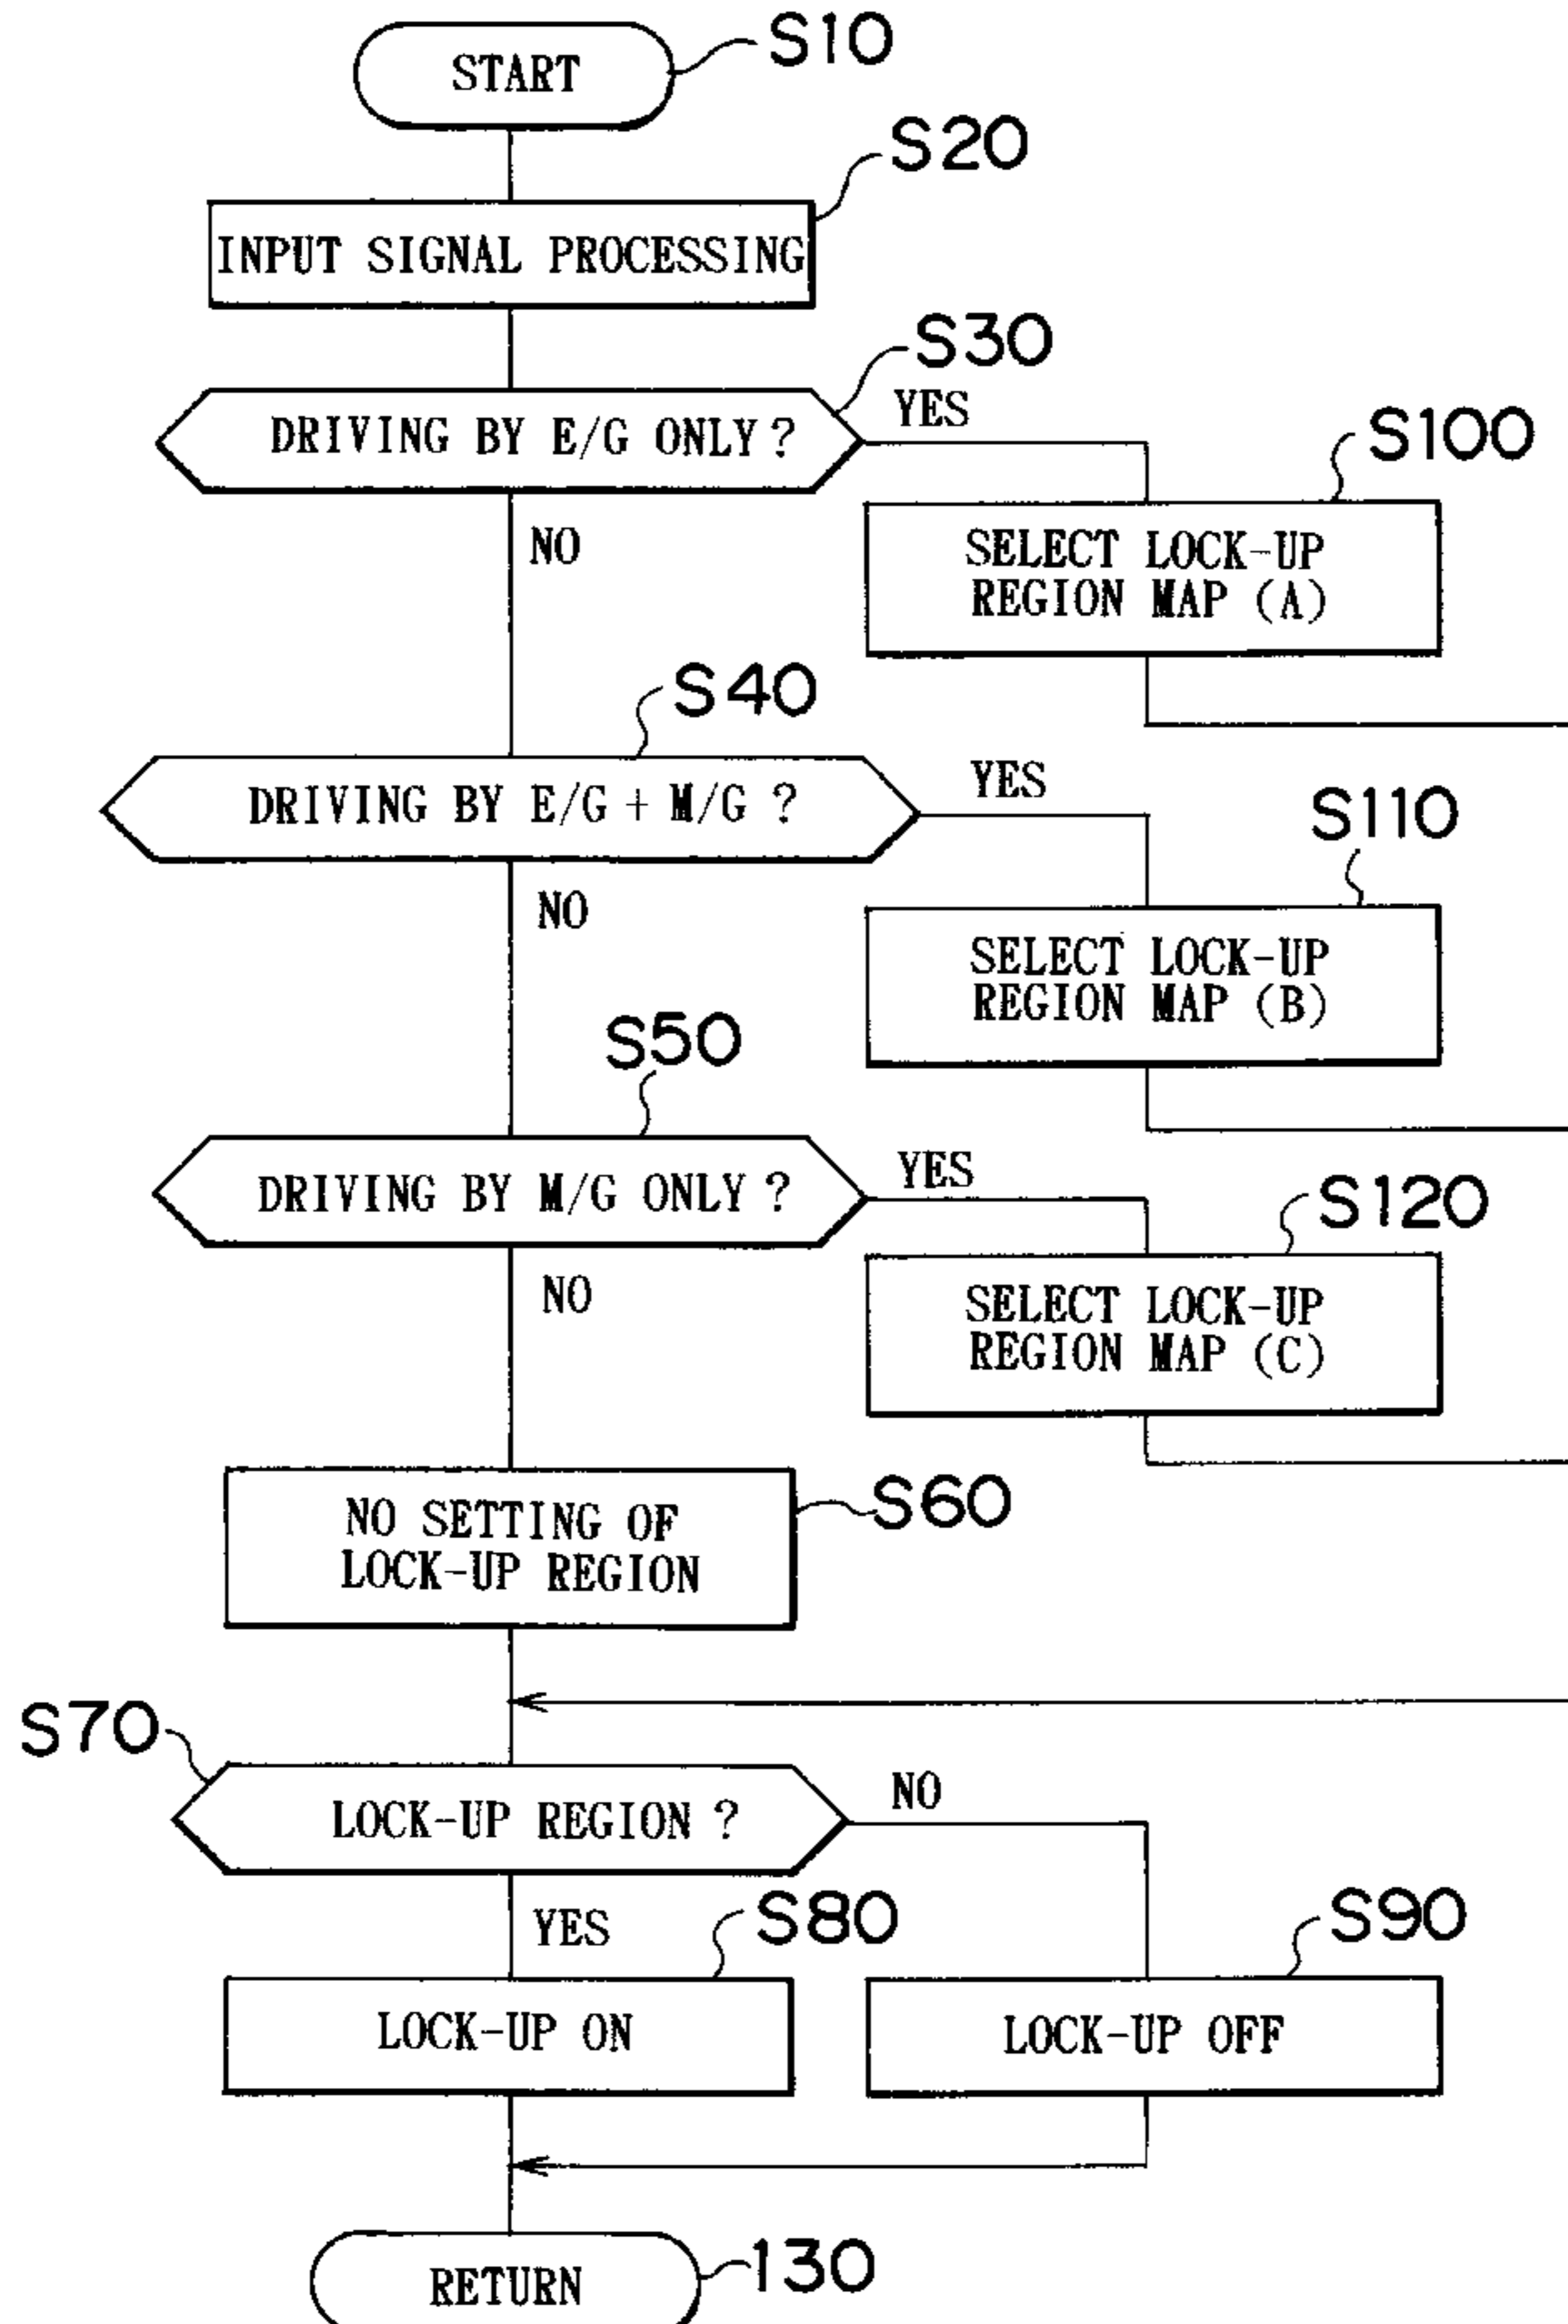 START
S10
S20
INPUT SIGNAL PROCESSING
S30
DRIVING BY E/G ONLY?
YES
S100
NO
SELECT LOCK-UP
REGION MAP (A)
S40
DRIVING BY E/G + M/G ?
YES
S110
NO
SELECT LOCK-UP
REGION MAP (B)
S50
DRIVING BY M/G ONLY ?
YES
S120
NO
SELECT LOCK-UP
REGION MAP (C)
S60
NO SETTING OF
LOCK-UP REGION
S70
LOCK-UP REGION ?
NO
YES
S80
S90
LOCK-UP ON
LOCK-UP OFF
RETURN
130